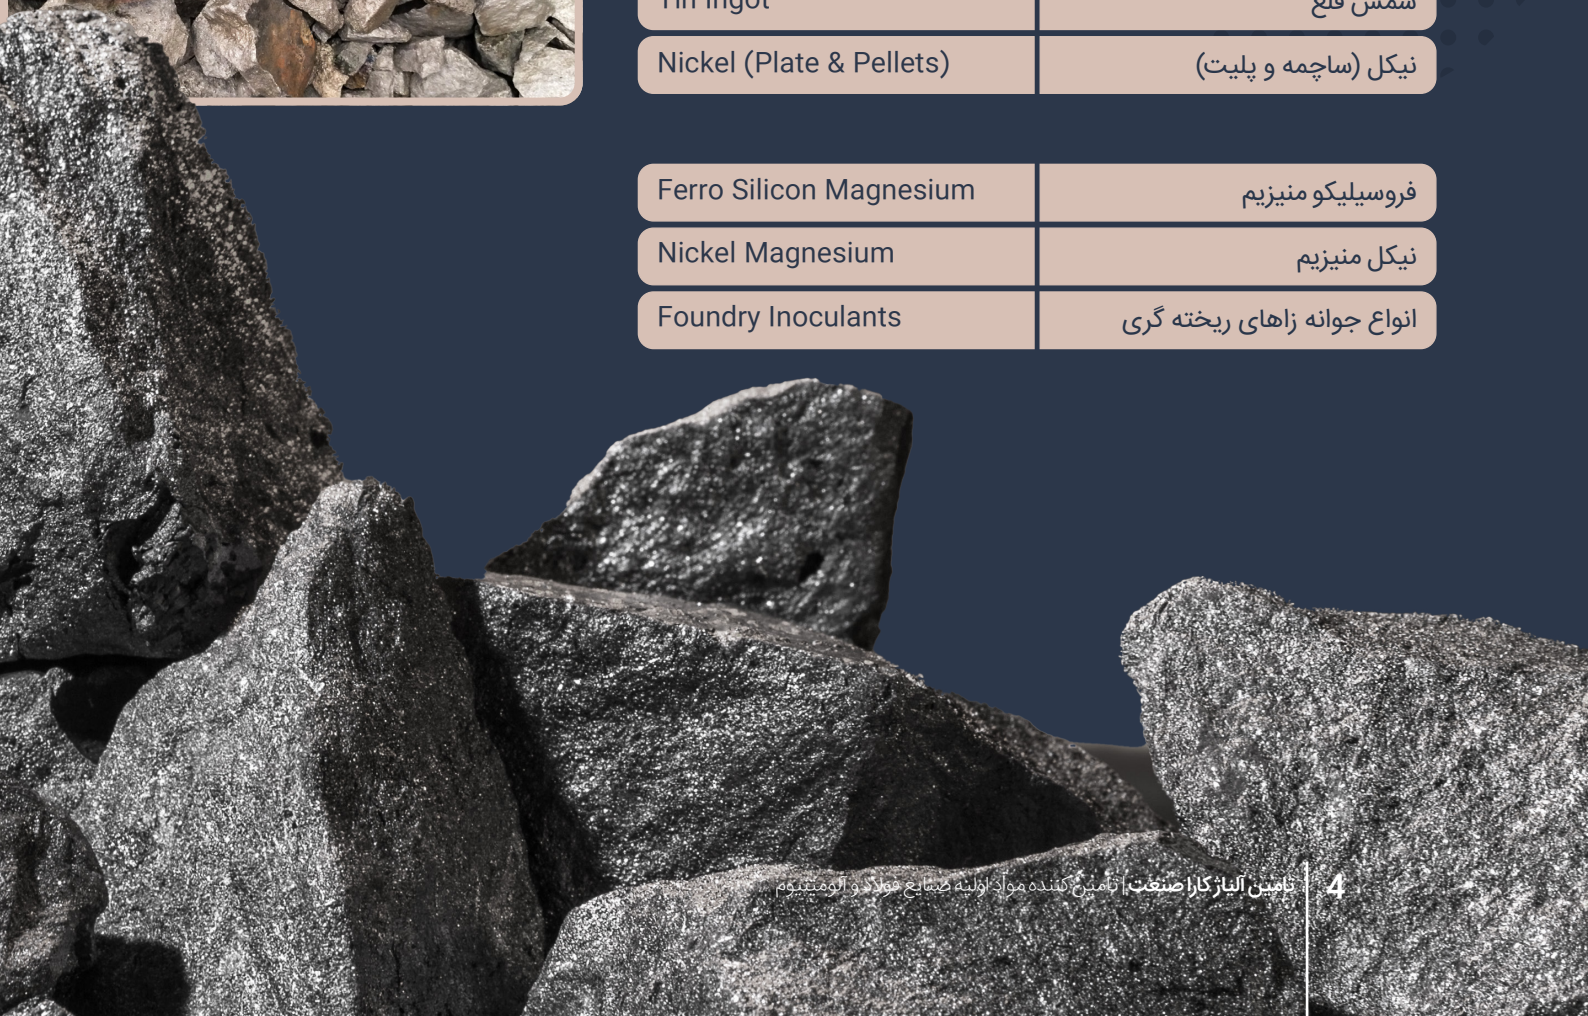 Tin Ingot شمش قلع
Nickel (Plate & Pellets) نیکل (ساچمه و پلیت)
Ferro Silicon Magnesium فروسیلیکو منیزیم
Nickel Magnesium نیکل منیزیم
Foundry Inoculants انواع جوانه زاهای ریخته گری
4 تامین آلیاژ کارا صنعت | تامین کننده مواد اولیه صنایع فولاد و آلومینیوم